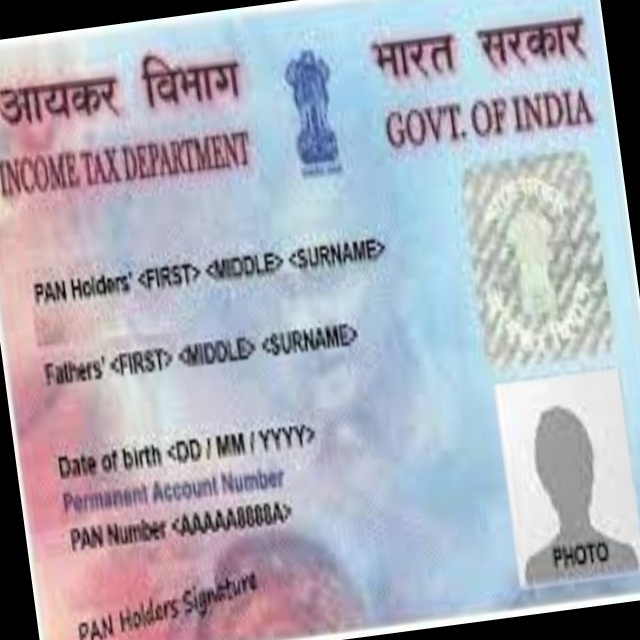 आयकर विभाग
भारत सरकार
INCOME TAX DEPARTMENT
GOVT. OF INDIA
PAN Holders' <FIRST> <MIDDLE> <SURNAME>
Fathers' <FIRST> <MIDDLE> <SURNAME>
Date of birth <DD / MM / YYYY>
Permanent Account Number
PAN Number <AAAAA8888A>
PAN Holders Signature
PHOTO